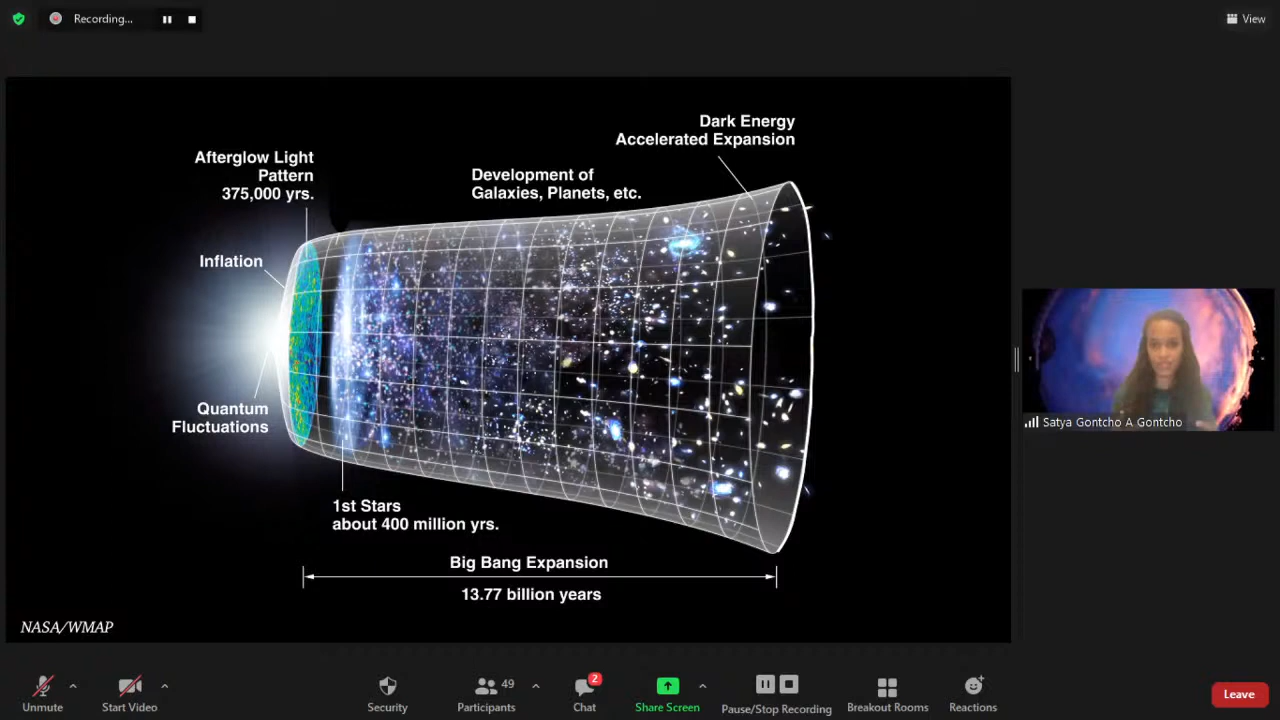 Recording...
View
Dark Energy
Accelerated Expansion
Afterglow Light
Pattern
375,000 yrs.
Development of
Galaxies, Planets, etc.
Inflation
Quantum
Fluctuations
Satya Gontcho A Gontcho
1st Stars
about 400 million yrs.
Big Bang Expansion
13.77 billion years
NASA/WMAP
Unmute
Start Video
Security
49
Participants
2
Chat
Share Screen
Pause/Stop Recording
Breakout Rooms
Reactions
Leave